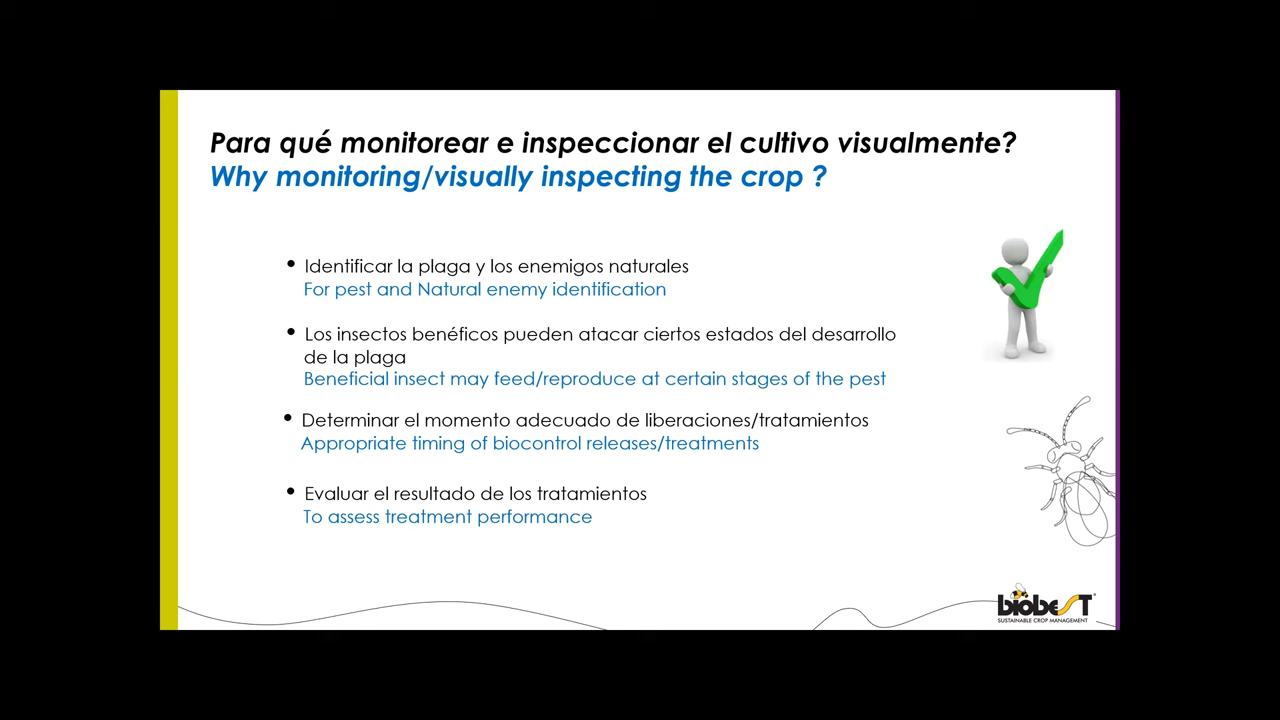 Para qué monitorear e inspeccionar el cultivo visualmente?
Why monitoring/visually inspecting the crop ?
• Identificar la plaga y los enemigos naturales
For pest and Natural enemy identification
• Los insectos benéficos pueden atacar ciertos estados del desarrollo
de la plaga
Beneficial insect may feed/reproduce at certain stages of the pest
• Determinar el momento adecuado de liberaciones/tratamientos
Appropriate timing of biocontrol releases/treatments
• Evaluar el resultado de los tratamientos
To assess treatment performance
biobest
SUSTAINABLE CROP MANAGEMENT